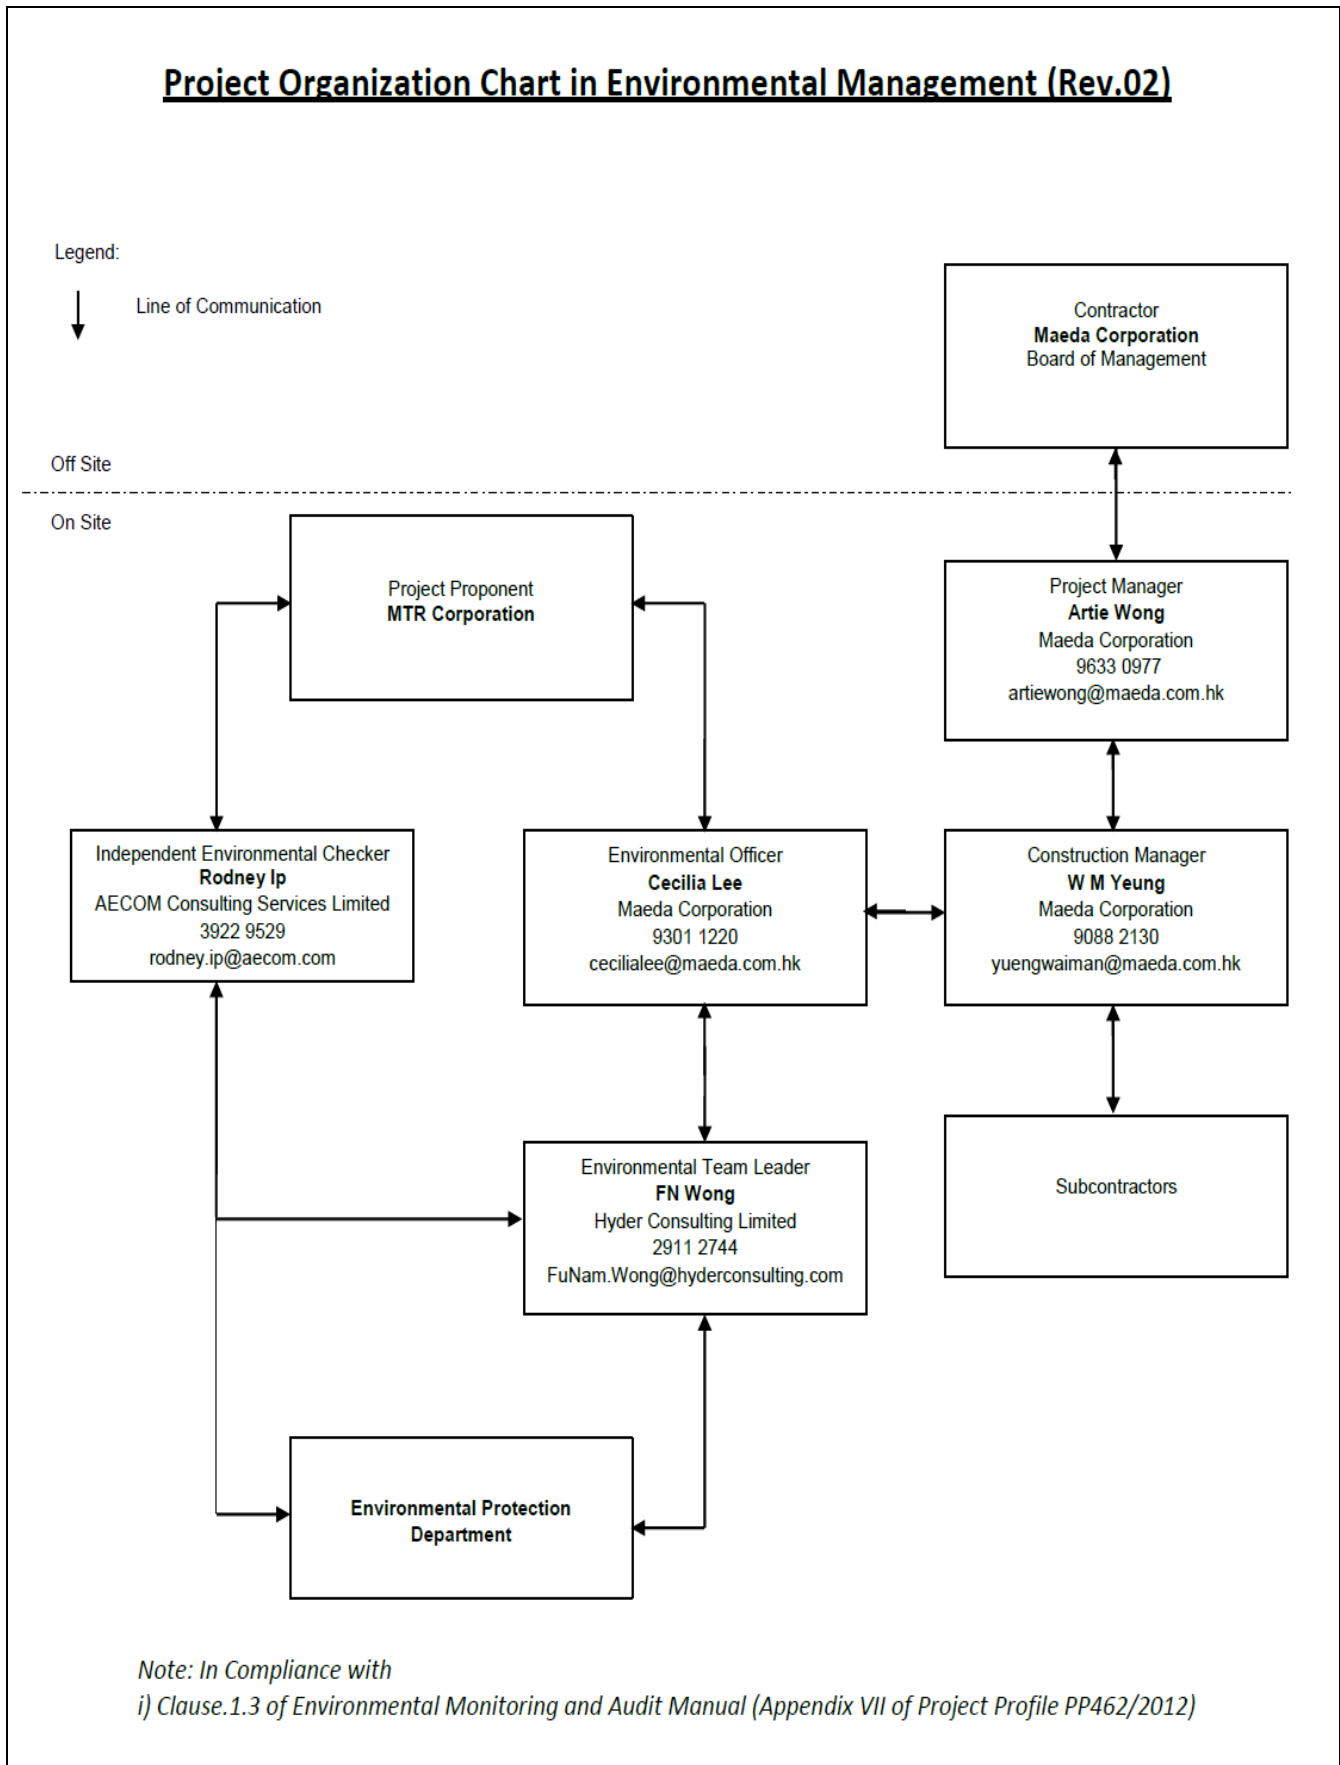 Project Organization Chart in Environmental Management (Rev.02)
Legend:
Line of Communication
Contractor
Maeda Corporation
Board of Management
Off Site
On Site
Project Proponent
MTR Corporation
Project Manager
Artie Wong
Maeda Corporation
9633 0977
artiewong@maeda.com.hk
Independent Environmental Checker
Rodney Ip
AECOM Consulting Services Limited
3922 9529
rodney.ip@aecom.com
Environmental Officer
Cecilia Lee
Maeda Corporation
9301 1220
cecilialee@maeda.com.hk
Construction Manager
W M Yeung
Maeda Corporation
9088 2130
yuengwaiman@maeda.com.hk
Environmental Team Leader
FN Wong
Hyder Consulting Limited
2911 2744
FuNam.Wong@hyderconsulting.com
Subcontractors
Environmental Protection
Department
Note: In Compliance with
i) Clause.1.3 of Environmental Monitoring and Audit Manual (Appendix VII of Project Profile PP462/2012)